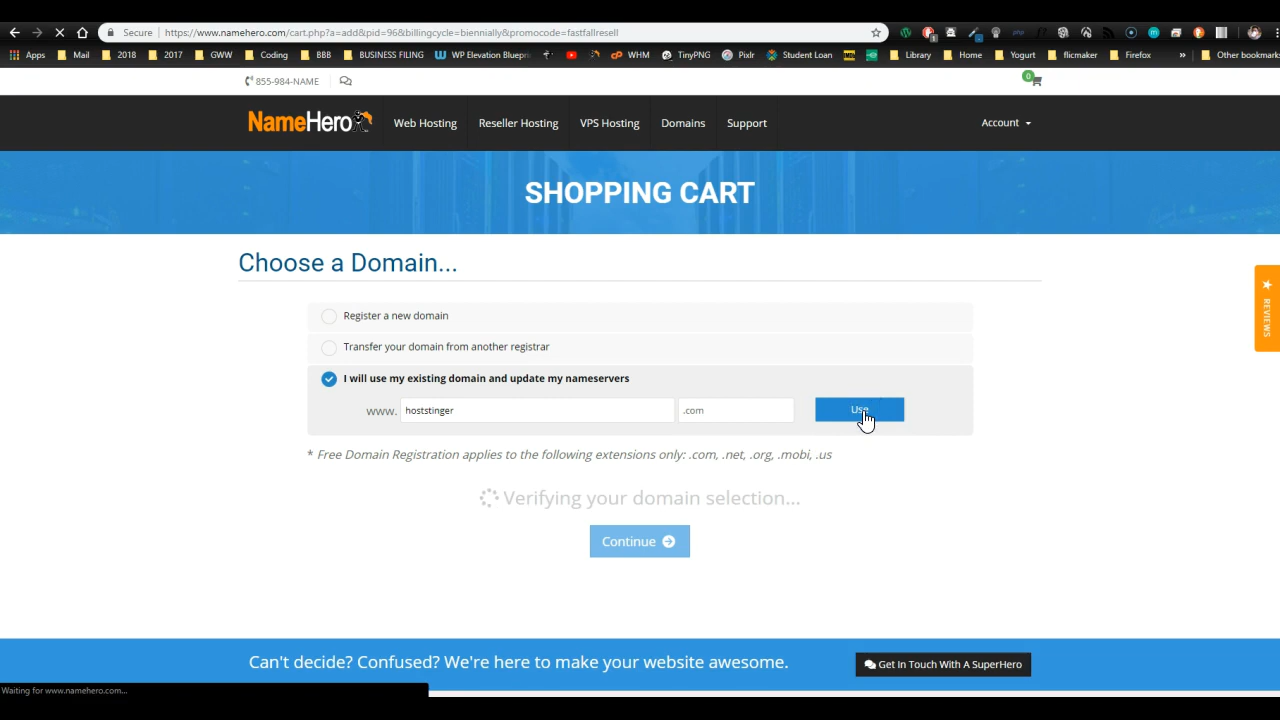 Secure https://www.namehero.com/cart.php?a=add&pid=96&billingcycle=biennially&promocode=fastfallresell
Apps Mail 2018 2017 GWW Coding BBB BUSINESS FILING WP Elevation Bluepri WHM TinyPNG Pixlr Student Loan Library Home Yogurt flicmaker Firefox » Other bookmarks
855-984-NAME 0
NameHero Web Hosting Reseller Hosting VPS Hosting Domains Support Account
SHOPPING CART
Choose a Domain...
REVIEWS
Register a new domain
Transfer your domain from another registrar
I will use my existing domain and update my nameservers
www. hoststinger .com Use
* Free Domain Registration applies to the following extensions only: .com, .net, .org, .mobi, .us
Verifying your domain selection...
Continue
Can't decide? Confused? We're here to make your website awesome. Get In Touch With A SuperHero
Waiting for www.namehero.com...